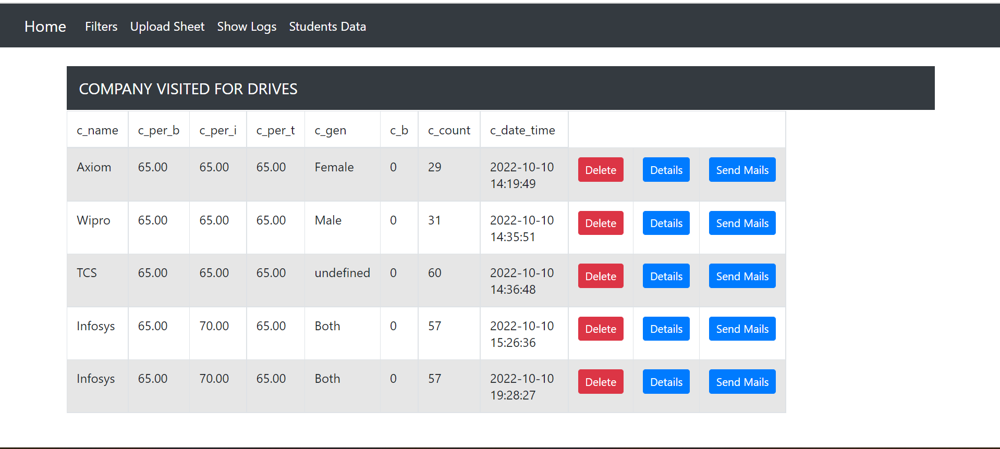 Home Filters Upload Sheet Show Logs Students Data
COMPANY VISITED FOR DRIVES
c_name c_per_b c_per_i c_per_t c_gen c_b c_count c_date_time
Axiom 65.00 65.00 65.00 Female 0 29 2022-10-10 Delete Details Send Mails
14:19:49
Wipro 65.00 65.00 65.00 Male 0 31 2022-10-10 Delete Details Send Mails
14:35:51
TCS 65.00 65.00 65.00 undefined 0 60 2022-10-10 Delete Details Send Mails
14:36:48
Infosys 65.00 70.00 65.00 Both 0 57 2022-10-10 Delete Details Send Mails
15:26:36
Infosys 65.00 70.00 65.00 Both 0 57 2022-10-10 Delete Details Send Mails
19:28:27